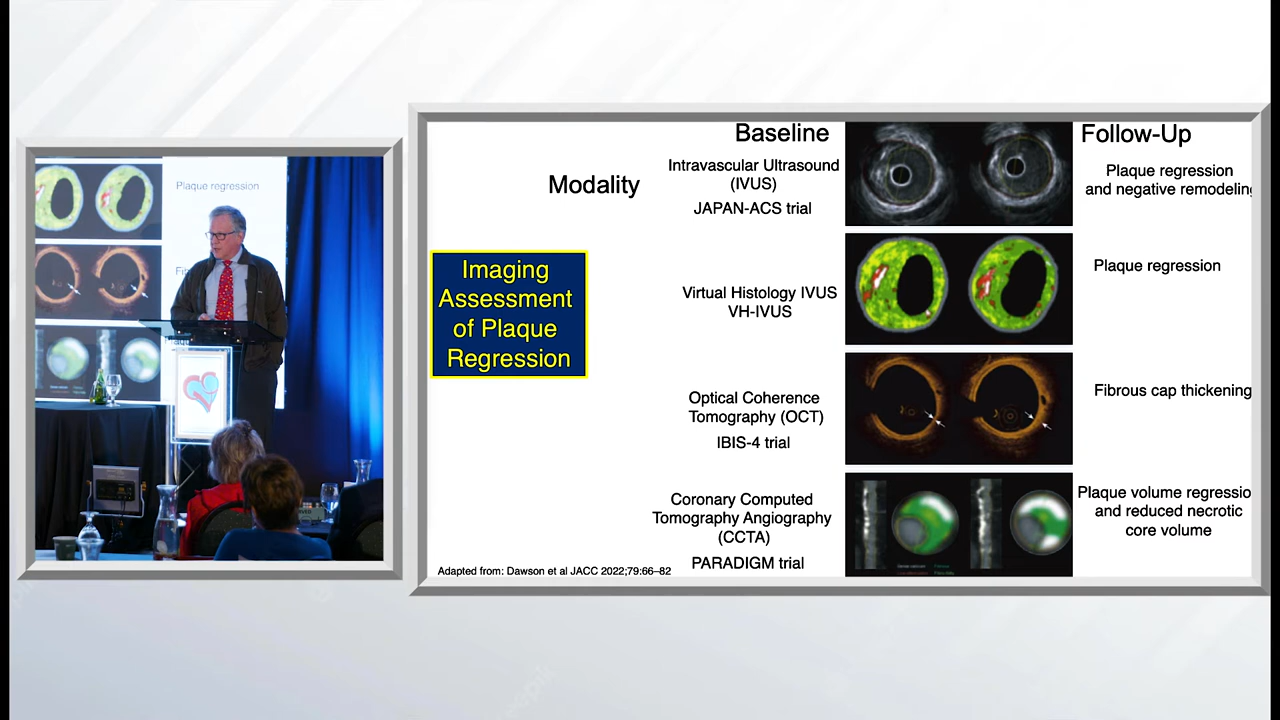 Plaque regression
Baseline
Follow-Up
Modality
Intravascular Ultrasound
(IVUS)
JAPAN-ACS trial
Plaque regression
and negative remodeling
Imaging
Assessment
of Plaque
Regression
Virtual Histology IVUS
VH-IVUS
Plaque regression
Optical Coherence
Tomography (OCT)
IBIS-4 trial
Fibrous cap thickening
Coronary Computed
Tomography Angiography
(CCTA)
PARADIGM trial
Plaque volume regressio
and reduced necrotic
core volume
Adapted from: Dawson et al JACC 2022;79:66–82